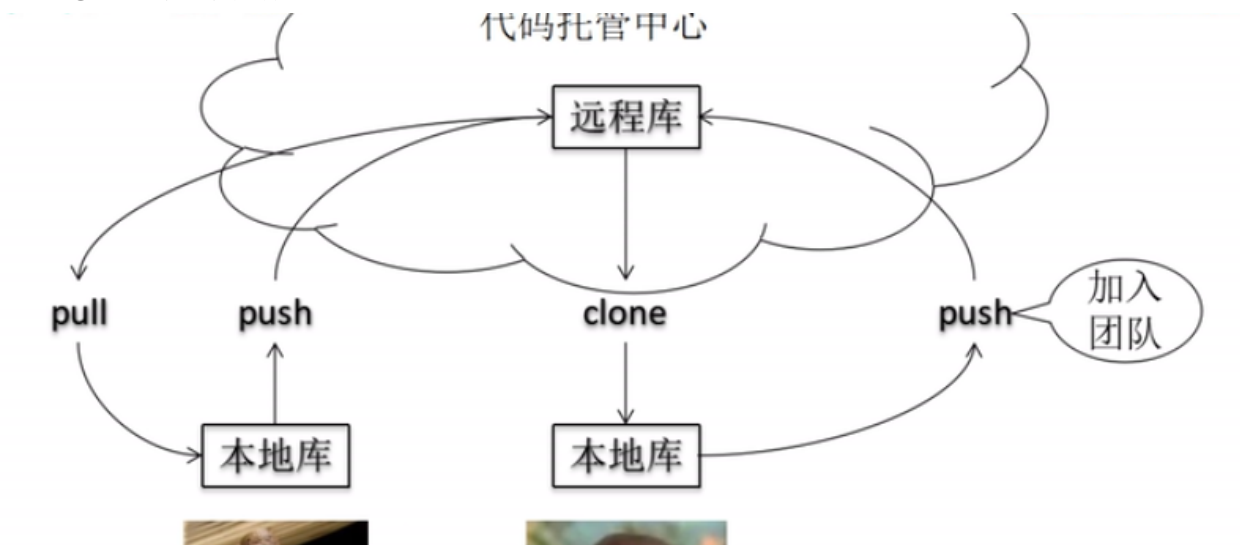 代码托管中心
远程库
pull
push
clone
push
加入
团队
本地库
本地库